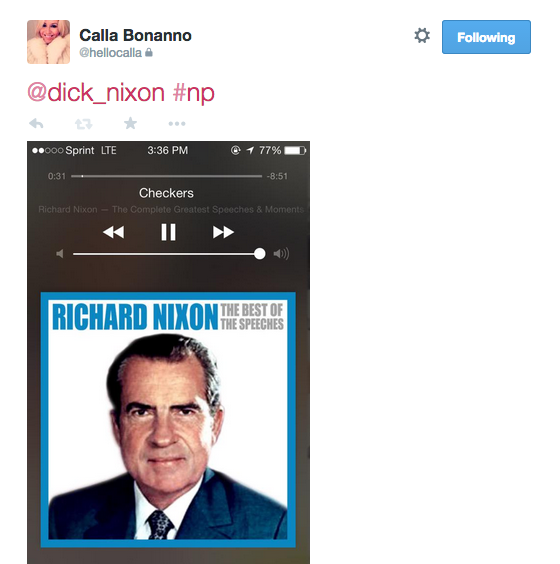 Calla Bonanno
@hellocalla
Following
@dick_nixon #np
Sprint LTE 3:36 PM 77%
0:31 -8:51
Checkers
Richard Nixon — The Complete Greatest Speeches & Moments
RICHARD NIXON THE BEST OF
THE SPEECHES